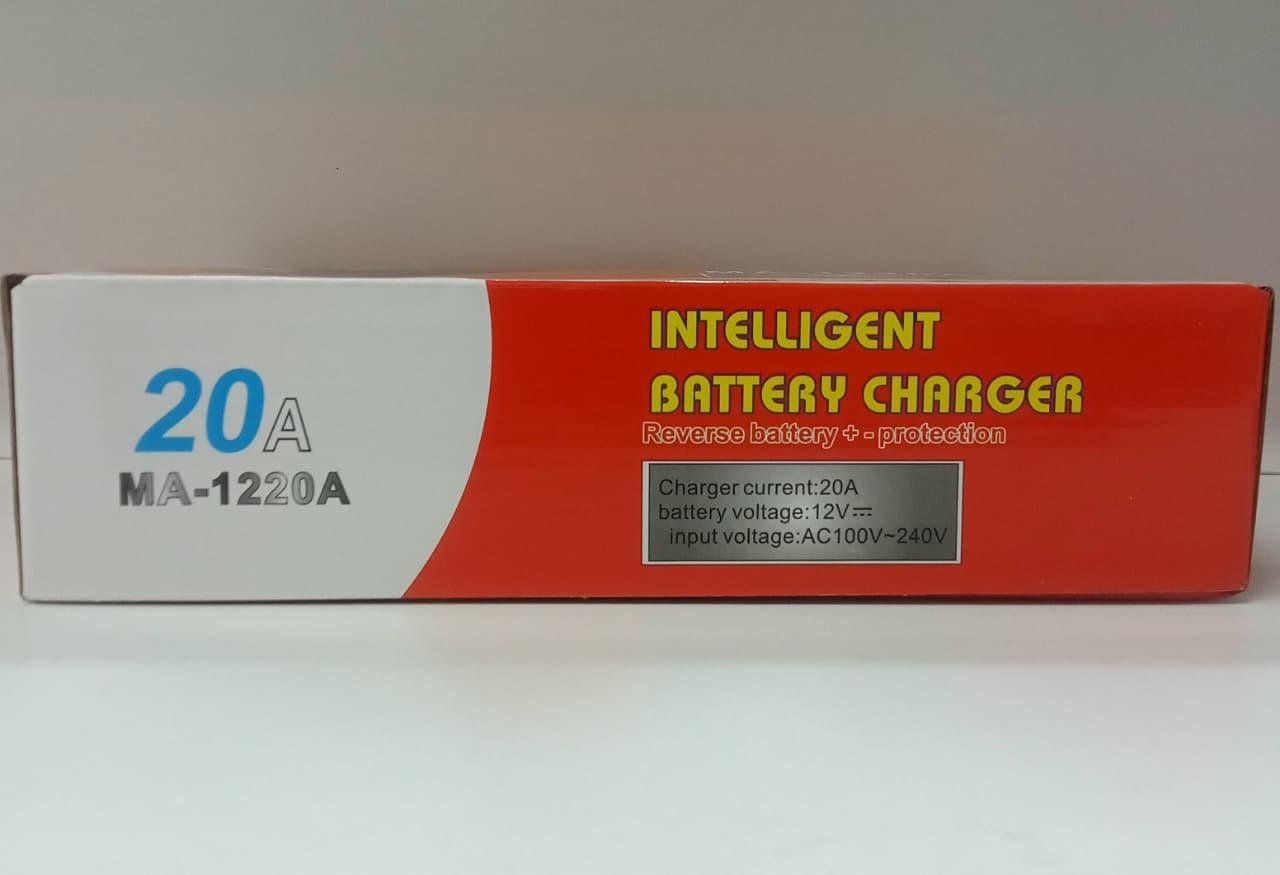 20A
MA-1220A
INTELLIGENT
BATTERY CHARGER
Reverse battery + - protection
Charger current:20A
battery voltage:12V⎓
input voltage:AC100V~240V